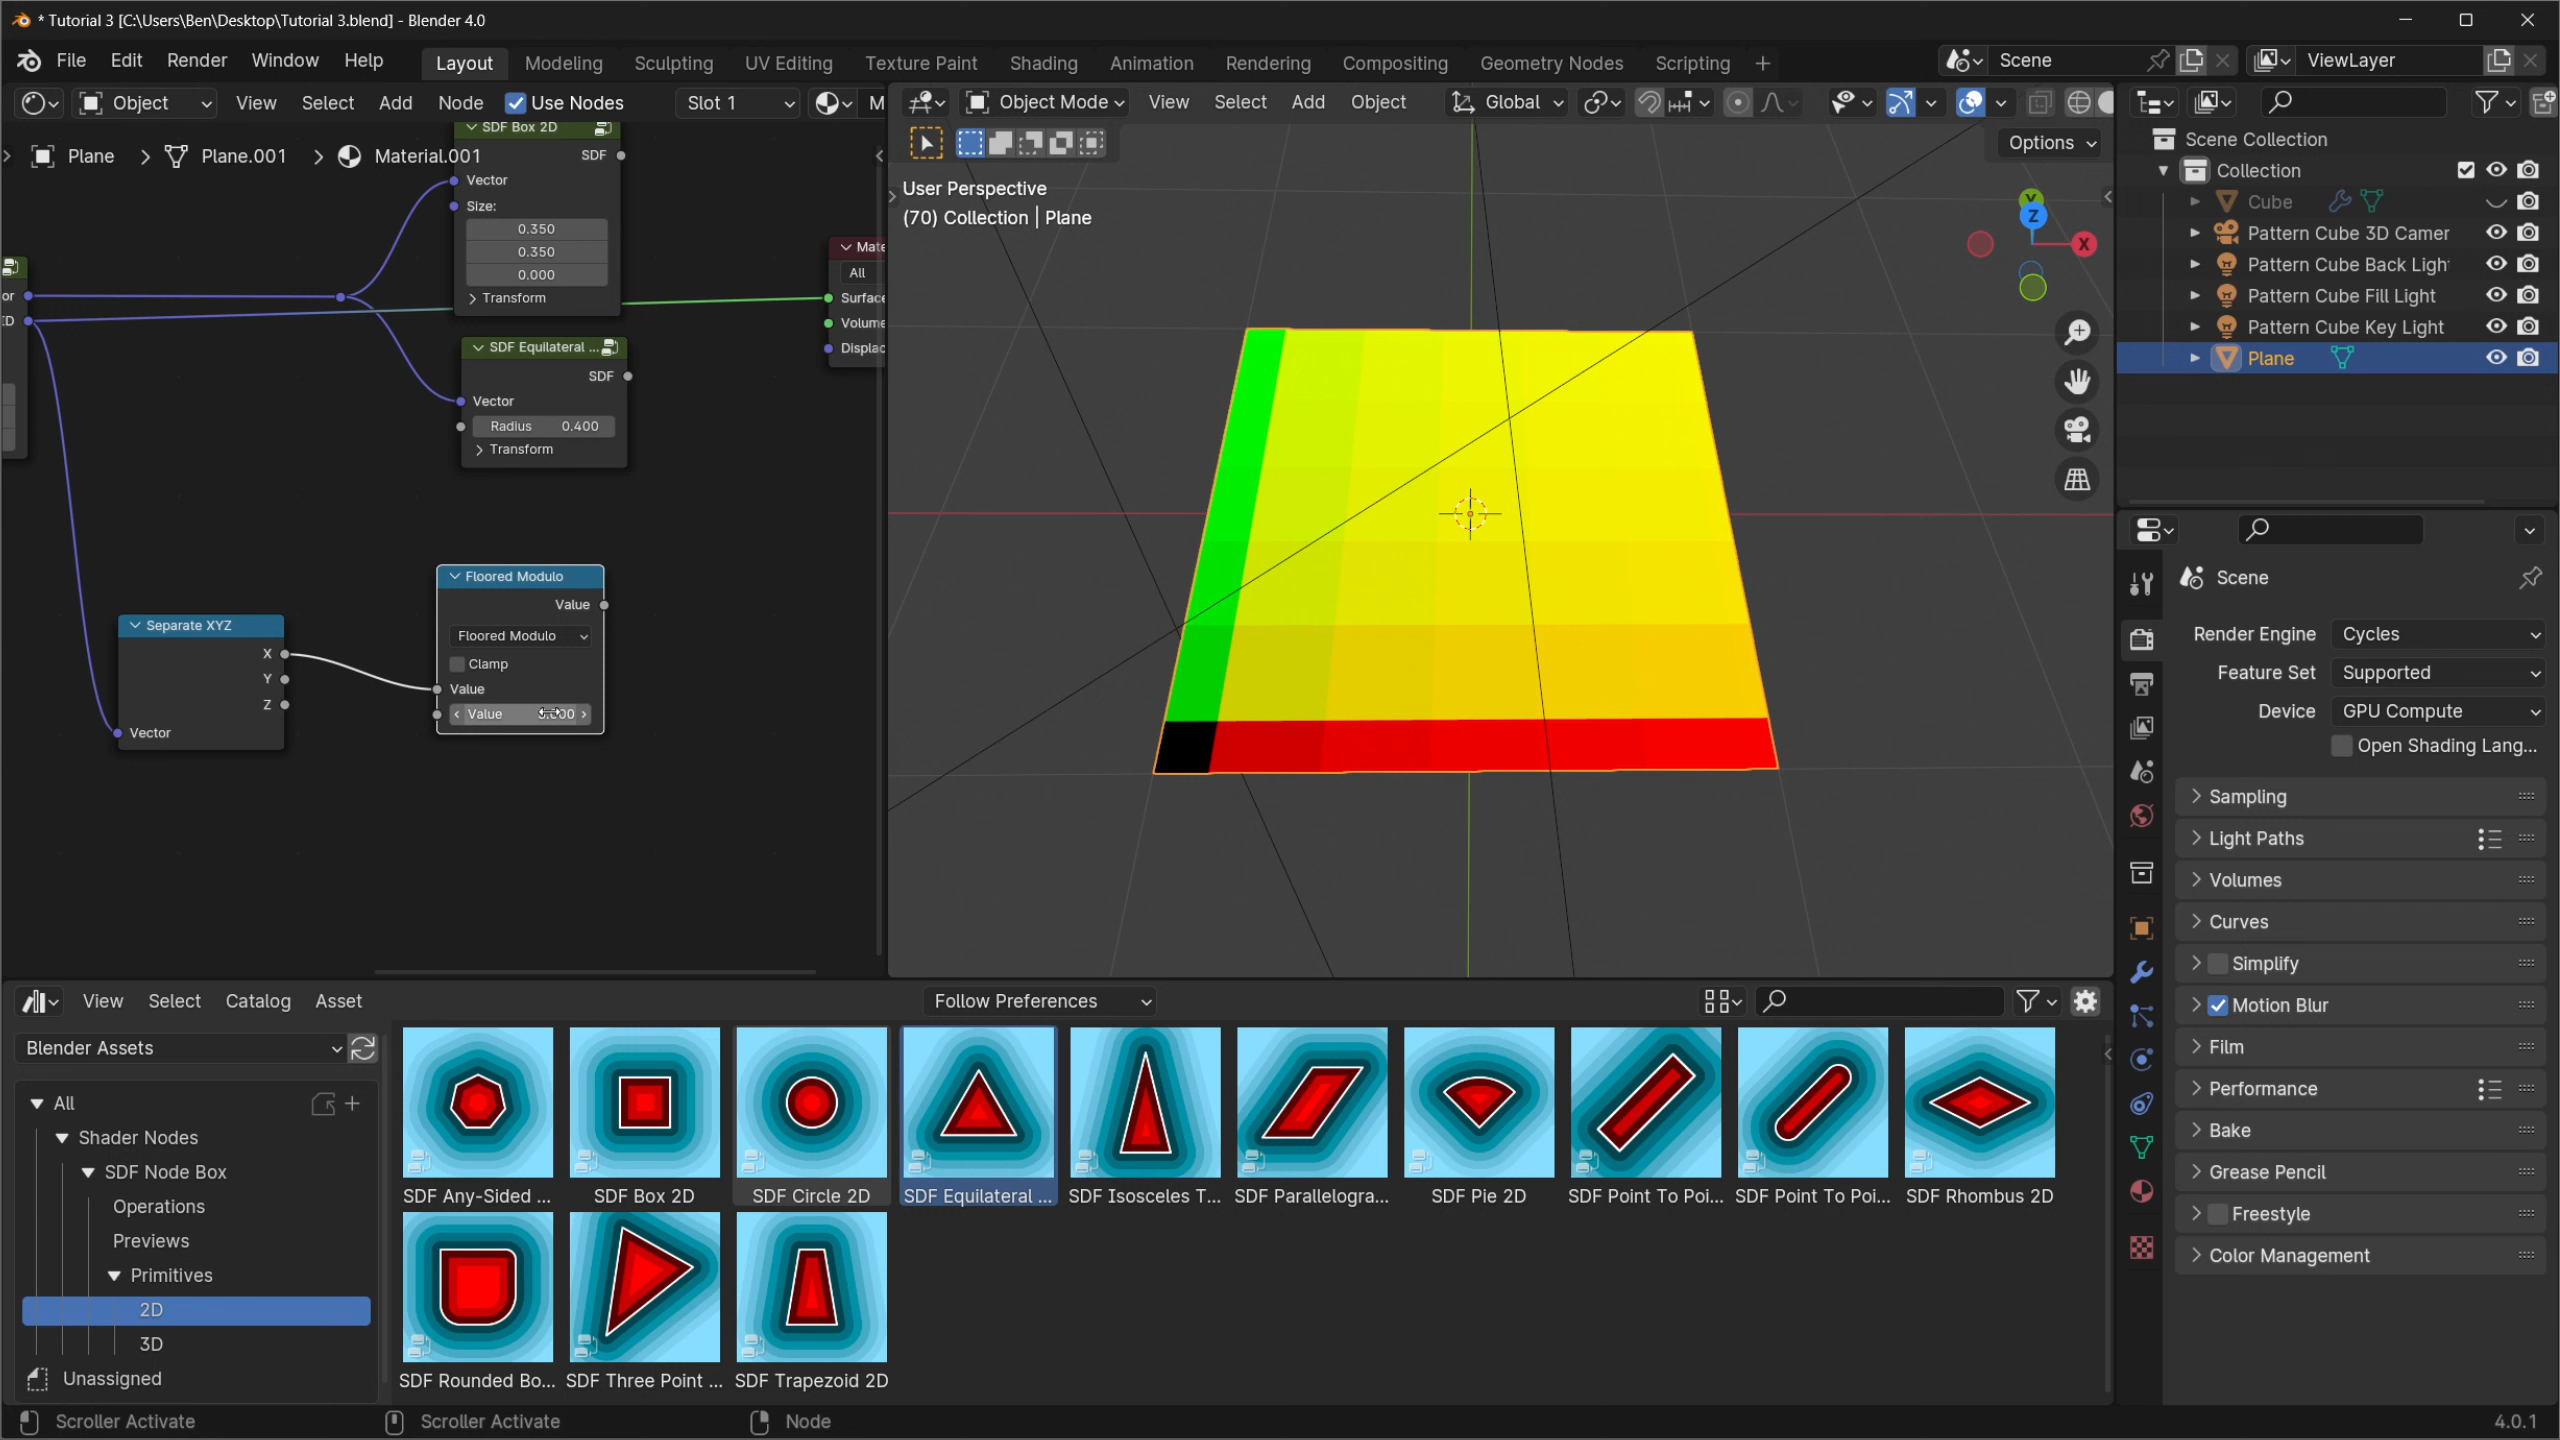 * Tutorial 3 [C:\Users\Ben\Desktop\Tutorial 3.blend] - Blender 4.0
File Edit Render Window Help Layout Modeling Sculpting UV Editing Texture Paint Shading Animation Rendering Compositing Geometry Nodes Scripting + Scene ViewLayer
Object View Select Add Node Use Nodes Slot 1 M
Object Mode View Select Add Object Global
Options
Plane > Plane.001 > Material.001
SDF Box 2D
SDF
Vector
Size:
0.350
0.350
0.000
Transform
or
D
SDF Equilateral ...
SDF
Vector
Radius 0.400
Transform
Mate
All
Surface
Volume
Displac
Separate XYZ
X
Y
Z
Vector
Floored Modulo
Value
Floored Modulo
Clamp
Value
Value
User Perspective
(70) Collection | Plane
Y
Z
X
Scene Collection
Collection
Cube
Pattern Cube 3D Camer
Pattern Cube Back Ligh
Pattern Cube Fill Light
Pattern Cube Key Light
Plane
Scene
Render Engine Cycles
Feature Set Supported
Device GPU Compute
Open Shading Lang...
Sampling
Light Paths
Volumes
Curves
Simplify
Motion Blur
Film
Performance
Bake
Grease Pencil
Freestyle
Color Management
View Select Catalog Asset Follow Preferences
Blender Assets
All
Shader Nodes
SDF Node Box
Operations
Previews
Primitives
2D
3D
Unassigned
SDF Any-Sided ... SDF Box 2D SDF Circle 2D SDF Equilateral ... SDF Isosceles T... SDF Parallelogra... SDF Pie 2D SDF Point To Poi... SDF Point To Poi... SDF Rhombus 2D
SDF Rounded Bo... SDF Three Point ... SDF Trapezoid 2D
Scroller Activate Scroller Activate Node 4.0.1